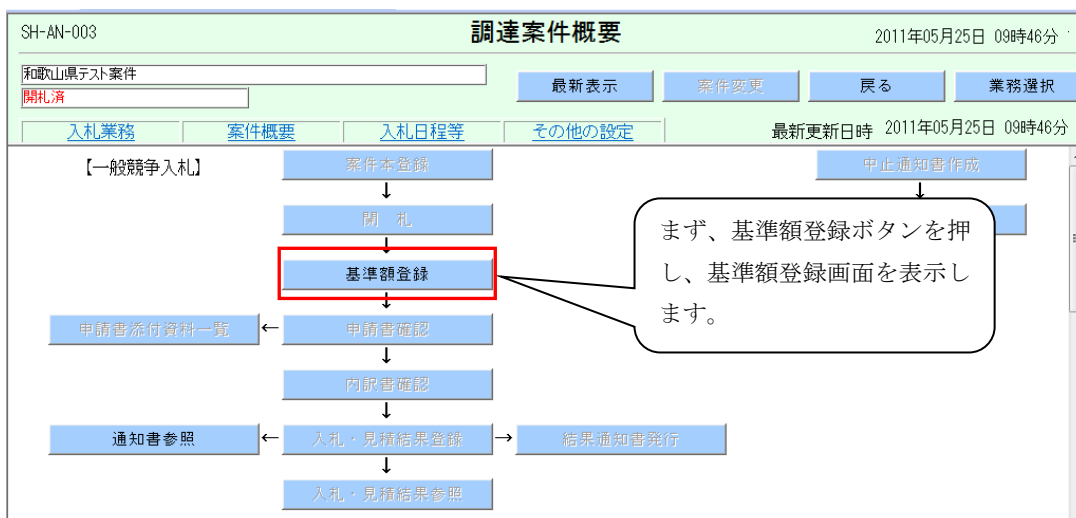 SH-AN-003
調達案件概要
2011年05月25日 09時46分
和歌山県テスト案件
開札済
最新表示
案件変更
戻る
業務選択
入札業務
案件概要
入札日程等
その他の設定
最新更新日時 2011年05月25日 09時46分
【一般競争入札】
案件本登録
中止通知書作成
↓
↓
開 札
↓
基準額登録
まず、基準額登録ボタンを押
し、基準額登録画面を表示し
ます。
↓
申請書添付資料一覧
←
申請書確認
↓
内訳書確認
↓
通知書参照
←
入札・見積結果登録
→
結果通知書発行
↓
入札・見積結果参照